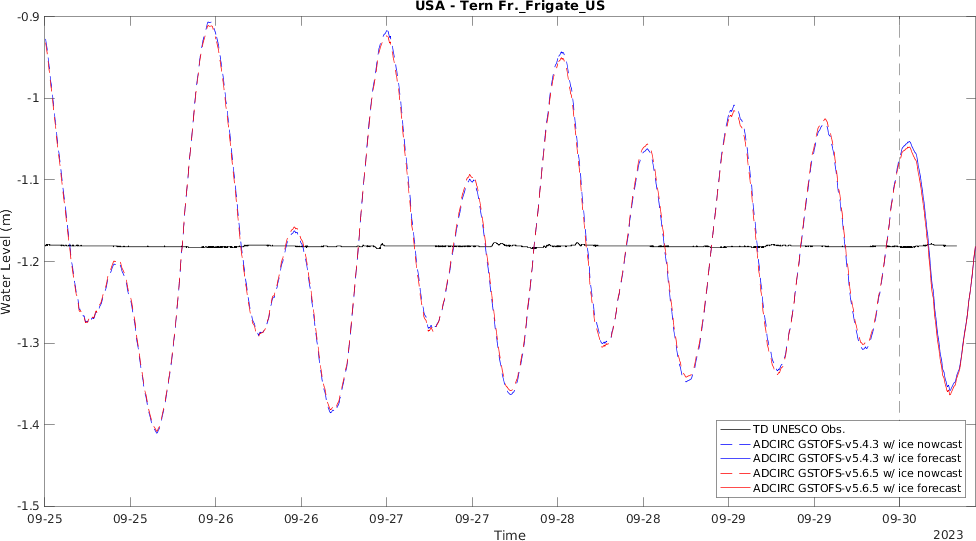 USA - Tern Fr._Frigate_US
-0.9
-1
-1.1
-1.2
-1.3
-1.4
-1.5
Water Level (m)
TD UNESCO Obs.
ADCIRC GSTOFS-v5.4.3 w/ ice nowcast
ADCIRC GSTOFS-v5.4.3 w/ ice forecast
ADCIRC GSTOFS-v5.6.5 w/ ice nowcast
ADCIRC GSTOFS-v5.6.5 w/ ice forecast
09-25 09-25 09-26 09-26 09-27 09-27 09-28 09-28 09-29 09-29 09-30
Time
2023